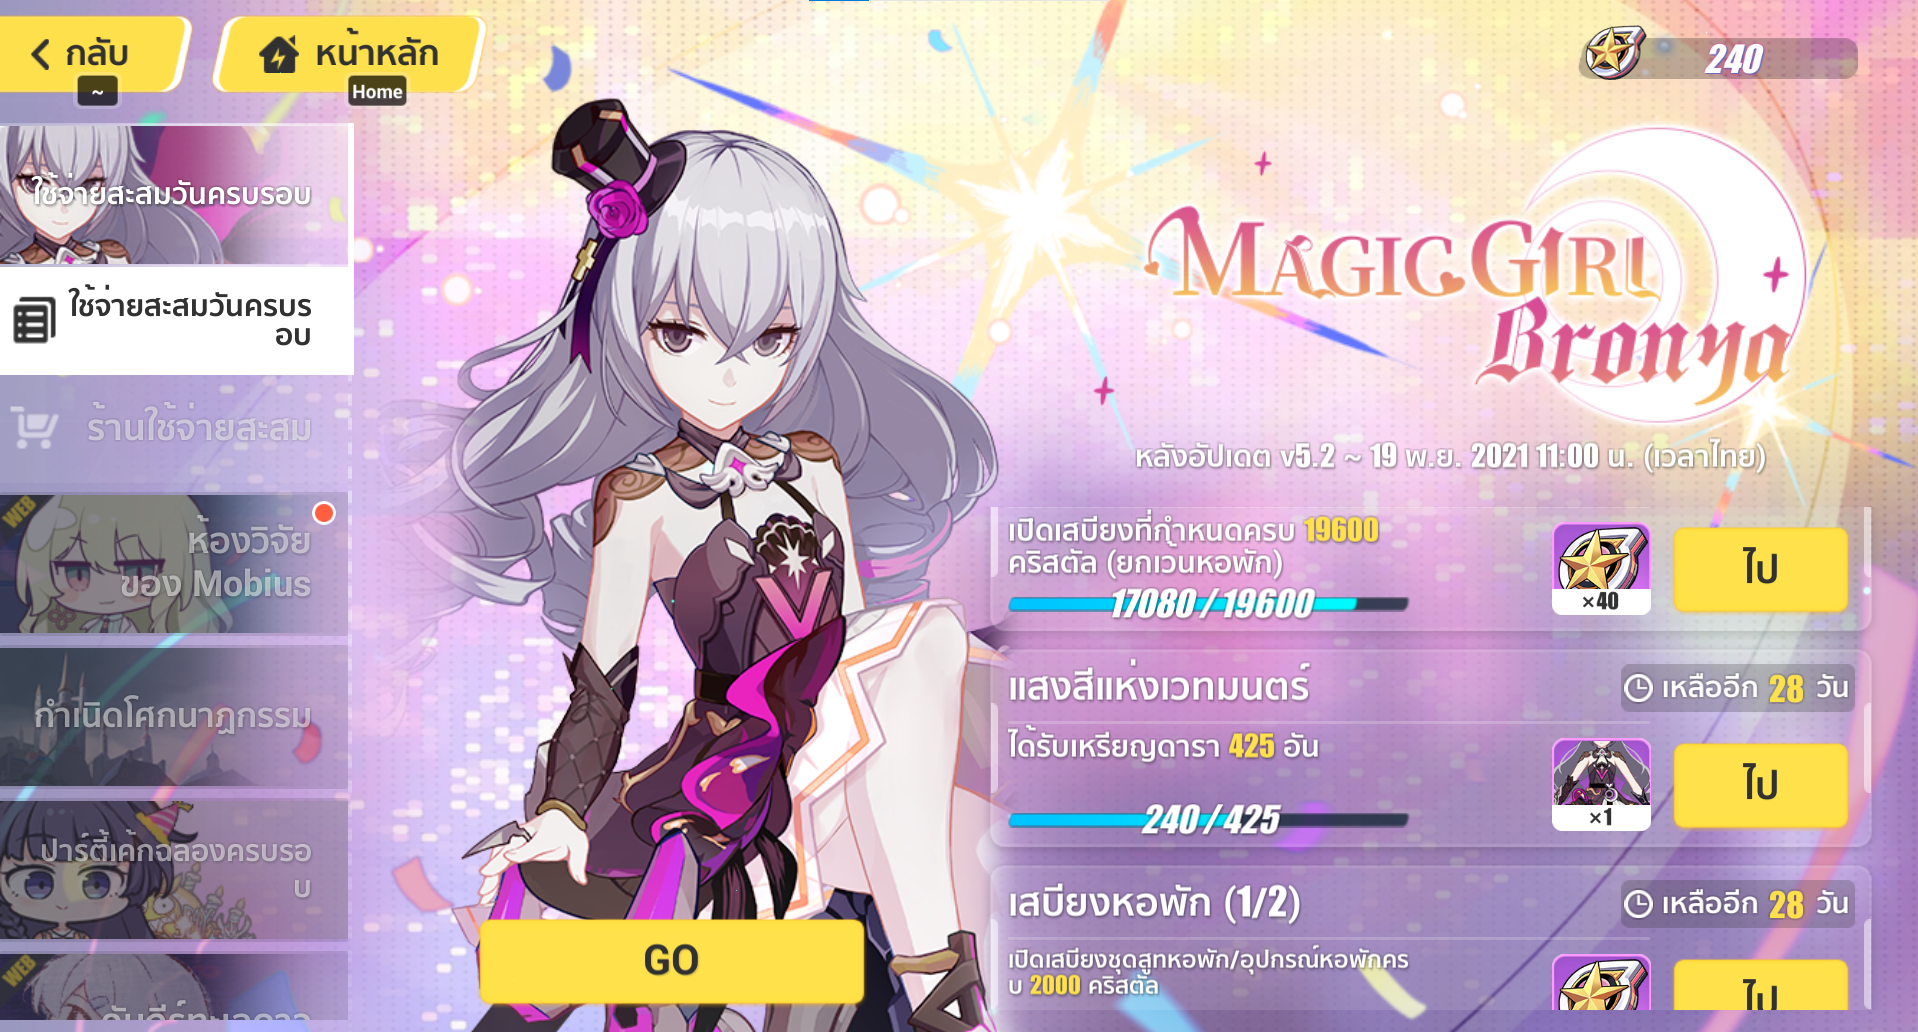 กลับ
~
หน้าหลัก
Home
240
ใช้จ่ายสะสมวันครบรอบ
ใช้จ่ายสะสมวันครบร
อบ
ร้านใช้จ่ายสะสม
WEB
ห้องวิจัย
ของ Mobius
กำเนิดโศกนาฏกรรม
ปาร์ตี้เค้กฉลองครบรอ
บ
WEB
MAGIC GIRL
Bronya
หลังอัปเดต v5.2 ~ 19 พ.ย. 2021 11:00 น. (เวลาไทย)
เปิดเสบียงที่กำหนดครบ 19600
คริสตัล (ยกเว้นหอพัก)
17080 / 19600
×40
ไป
แสงสีแห่งเวทมนตร์
เหลืออีก 28 วัน
ได้รับเหรียญดารา 425 อัน
240 / 425
×1
ไป
เสบียงหอพัก (1/2)
เหลืออีก 28 วัน
เปิดเสบียงชุดสูทหอพัก/อุปกรณ์หอพักคร
บ 2000 คริสตัล
ไป
GO